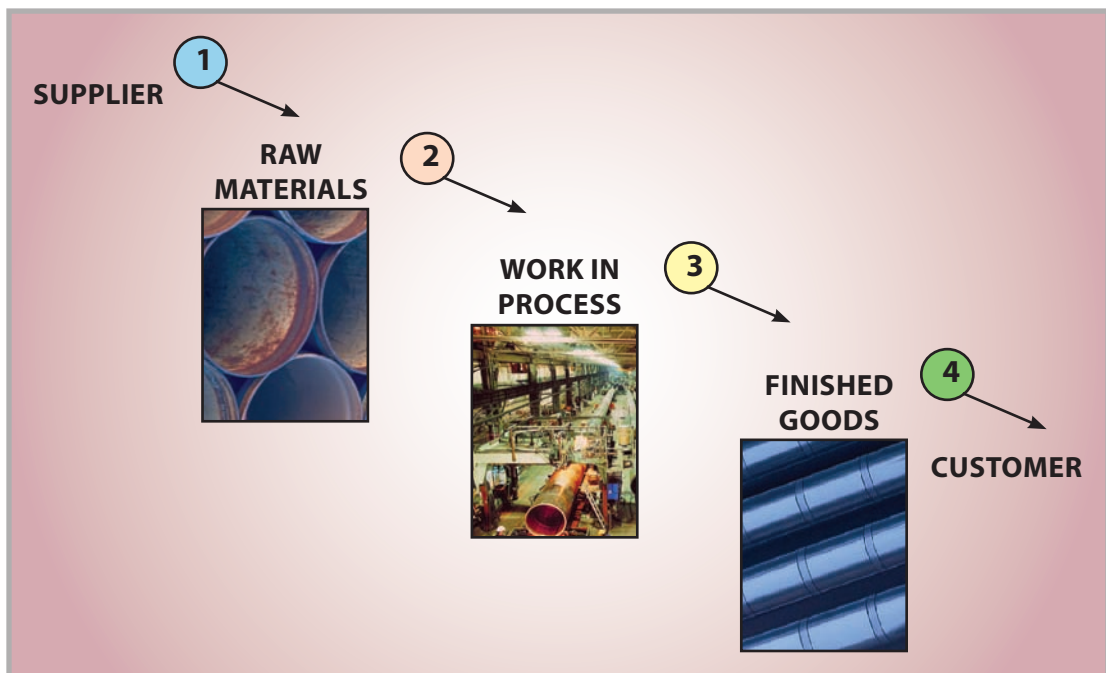 1
SUPPLIER
RAW
MATERIALS
2
WORK IN
PROCESS
3
FINISHED
GOODS
4
CUSTOMER